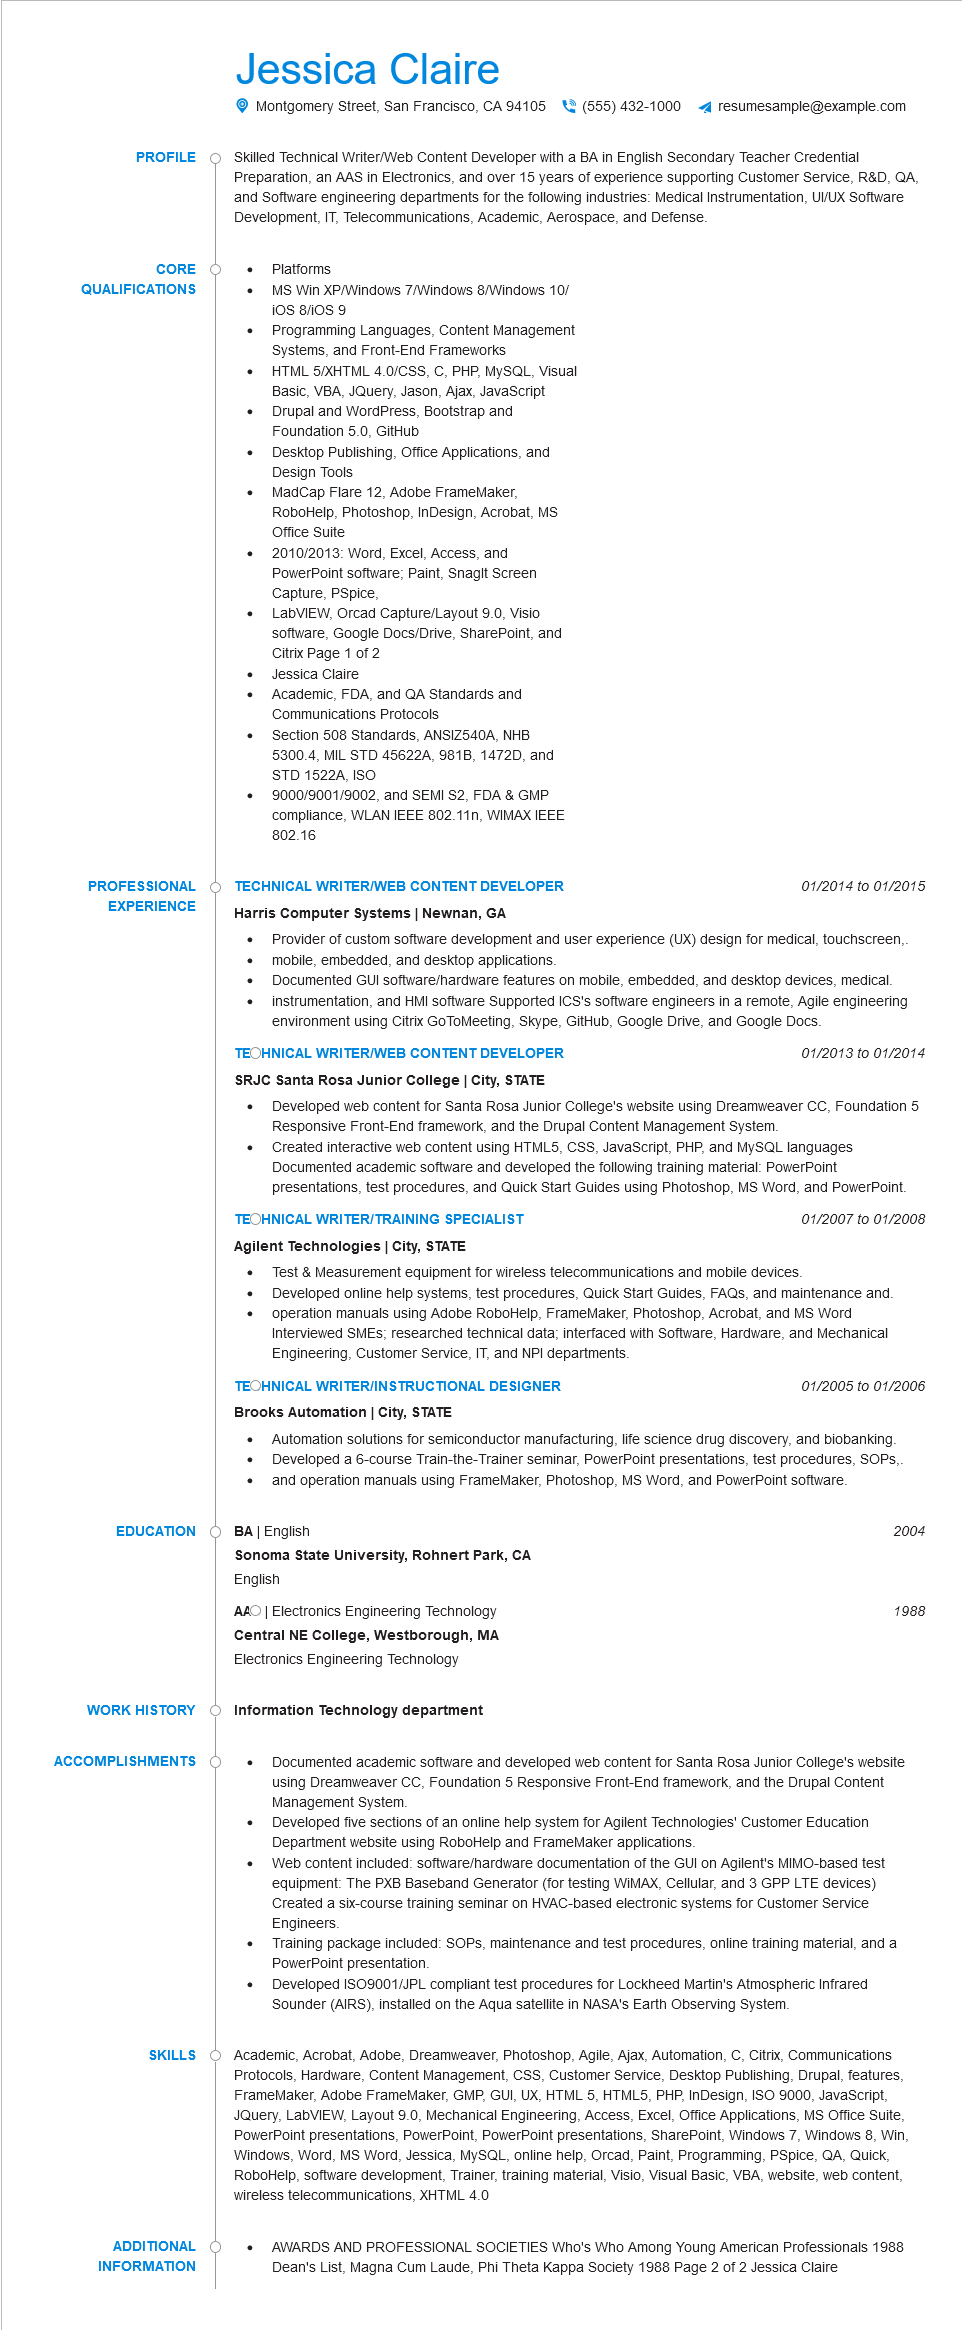 Jessica Claire
Montgomery Street, San Francisco, CA 94105 (555) 432-1000 resumesample@example.com
PROFILE
Skilled Technical Writer/Web Content Developer with a BA in English Secondary Teacher Credential
Preparation, an AAS in Electronics, and over 15 years of experience supporting Customer Service, R&D, QA,
and Software engineering departments for the following industries: Medical Instrumentation, UI/UX Software
Development, IT, Telecommunications, Academic, Aerospace, and Defense.
CORE
QUALIFICATIONS
• Platforms
• MS Win XP/Windows 7/Windows 8/Windows 10/
iOS 8/iOS 9
• Programming Languages, Content Management
Systems, and Front-End Frameworks
• HTML 5/XHTML 4.0/CSS, C, PHP, MySQL, Visual
Basic, VBA, JQuery, Jason, Ajax, JavaScript
• Drupal and WordPress, Bootstrap and
Foundation 5.0, GitHub
• Desktop Publishing, Office Applications, and
Design Tools
• MadCap Flare 12, Adobe FrameMaker,
RoboHelp, Photoshop, InDesign, Acrobat, MS
Office Suite
• 2010/2013: Word, Excel, Access, and
PowerPoint software; Paint, SnagIt Screen
Capture, PSpice,
• LabVIEW, Orcad Capture/Layout 9.0, Visio
software, Google Docs/Drive, SharePoint, and
Citrix Page 1 of 2
• Jessica Claire
• Academic, FDA, and QA Standards and
Communications Protocols
• Section 508 Standards, ANSIZ540A, NHB
5300.4, MIL STD 45622A, 981B, 1472D, and
STD 1522A, ISO
• 9000/9001/9002, and SEMI S2, FDA & GMP
compliance, WLAN IEEE 802.11n, WIMAX IEEE
802.16
PROFESSIONAL
EXPERIENCE
TECHNICAL WRITER/WEB CONTENT DEVELOPER 01/2014 to 01/2015
Harris Computer Systems | Newnan, GA
• Provider of custom software development and user experience (UX) design for medical, touchscreen,.
• mobile, embedded, and desktop applications.
• Documented GUI software/hardware features on mobile, embedded, and desktop devices, medical.
• instrumentation, and HMI software Supported ICS's software engineers in a remote, Agile engineering
environment using Citrix GoToMeeting, Skype, GitHub, Google Drive, and Google Docs.
TECHNICAL WRITER/WEB CONTENT DEVELOPER 01/2013 to 01/2014
SRJC Santa Rosa Junior College | City, STATE
• Developed web content for Santa Rosa Junior College's website using Dreamweaver CC, Foundation 5
Responsive Front-End framework, and the Drupal Content Management System.
• Created interactive web content using HTML5, CSS, JavaScript, PHP, and MySQL languages
Documented academic software and developed the following training material: PowerPoint
presentations, test procedures, and Quick Start Guides using Photoshop, MS Word, and PowerPoint.
TECHNICAL WRITER/TRAINING SPECIALIST 01/2007 to 01/2008
Agilent Technologies | City, STATE
• Test & Measurement equipment for wireless telecommunications and mobile devices.
• Developed online help systems, test procedures, Quick Start Guides, FAQs, and maintenance and.
• operation manuals using Adobe RoboHelp, FrameMaker, Photoshop, Acrobat, and MS Word
Interviewed SMEs; researched technical data; interfaced with Software, Hardware, and Mechanical
Engineering, Customer Service, IT, and NPI departments.
TECHNICAL WRITER/INSTRUCTIONAL DESIGNER 01/2005 to 01/2006
Brooks Automation | City, STATE
• Automation solutions for semiconductor manufacturing, life science drug discovery, and biobanking.
• Developed a 6-course Train-the-Trainer seminar, PowerPoint presentations, test procedures, SOPs,.
• and operation manuals using FrameMaker, Photoshop, MS Word, and PowerPoint software.
EDUCATION
BA | English 2004
Sonoma State University, Rohnert Park, CA
English
AAS | Electronics Engineering Technology 1988
Central NE College, Westborough, MA
Electronics Engineering Technology
WORK HISTORY
Information Technology department
ACCOMPLISHMENTS
• Documented academic software and developed web content for Santa Rosa Junior College's website
using Dreamweaver CC, Foundation 5 Responsive Front-End framework, and the Drupal Content
Management System.
• Developed five sections of an online help system for Agilent Technologies' Customer Education
Department website using RoboHelp and FrameMaker applications.
• Web content included: software/hardware documentation of the GUI on Agilent's MIMO-based test
equipment: The PXB Baseband Generator (for testing WiMAX, Cellular, and 3 GPP LTE devices)
Created a six-course training seminar on HVAC-based electronic systems for Customer Service
Engineers.
• Training package included: SOPs, maintenance and test procedures, online training material, and a
PowerPoint presentation.
• Developed ISO9001/JPL compliant test procedures for Lockheed Martin's Atmospheric Infrared
Sounder (AIRS), installed on the Aqua satellite in NASA's Earth Observing System.
SKILLS
Academic, Acrobat, Adobe, Dreamweaver, Photoshop, Agile, Ajax, Automation, C, Citrix, Communications
Protocols, Hardware, Content Management, CSS, Customer Service, Desktop Publishing, Drupal, features,
FrameMaker, Adobe FrameMaker, GMP, GUI, UX, HTML 5, HTML5, PHP, InDesign, ISO 9000, JavaScript,
JQuery, LabVIEW, Layout 9.0, Mechanical Engineering, Access, Excel, Office Applications, MS Office Suite,
PowerPoint presentations, PowerPoint, PowerPoint presentations, SharePoint, Windows 7, Windows 8, Win,
Windows, Word, MS Word, Jessica, MySQL, online help, Orcad, Paint, Programming, PSpice, QA, Quick,
RoboHelp, software development, Trainer, training material, Visio, Visual Basic, VBA, website, web content,
wireless telecommunications, XHTML 4.0
ADDITIONAL
INFORMATION
• AWARDS AND PROFESSIONAL SOCIETIES Who's Who Among Young American Professionals 1988
Dean's List, Magna Cum Laude, Phi Theta Kappa Society 1988 Page 2 of 2 Jessica Claire